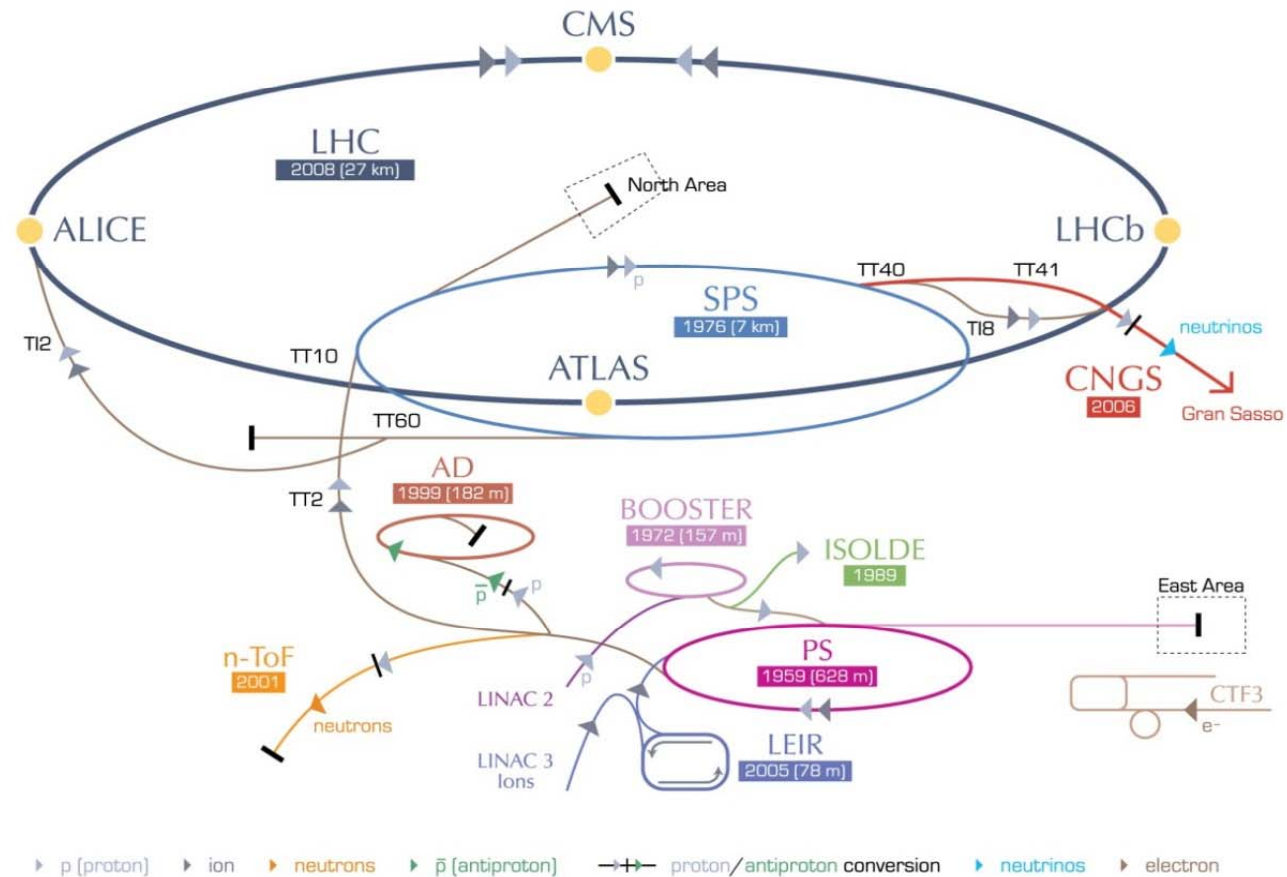 CMS
LHC
2008 (27 km)
North Area
ALICE
LHCb
TT40
TT41
SPS
1976 (7 km)
p
TI8
TI2
TT10
neutrinos
ATLAS
CNGS
2006
Gran Sasso
TT60
AD
1999 (182 m)
TT2
BOOSTER
1972 (157 m)
ISOLDE
1989
p̅
p
East Area
n-ToF
2001
PS
1959 (628 m)
LINAC 2
p
neutrons
CTF3
e⁻
LINAC 3
Ions
LEIR
2005 (78 m)
p (proton)
ion
neutrons
p̅ (antiproton)
proton/antiproton conversion
neutrinos
electron